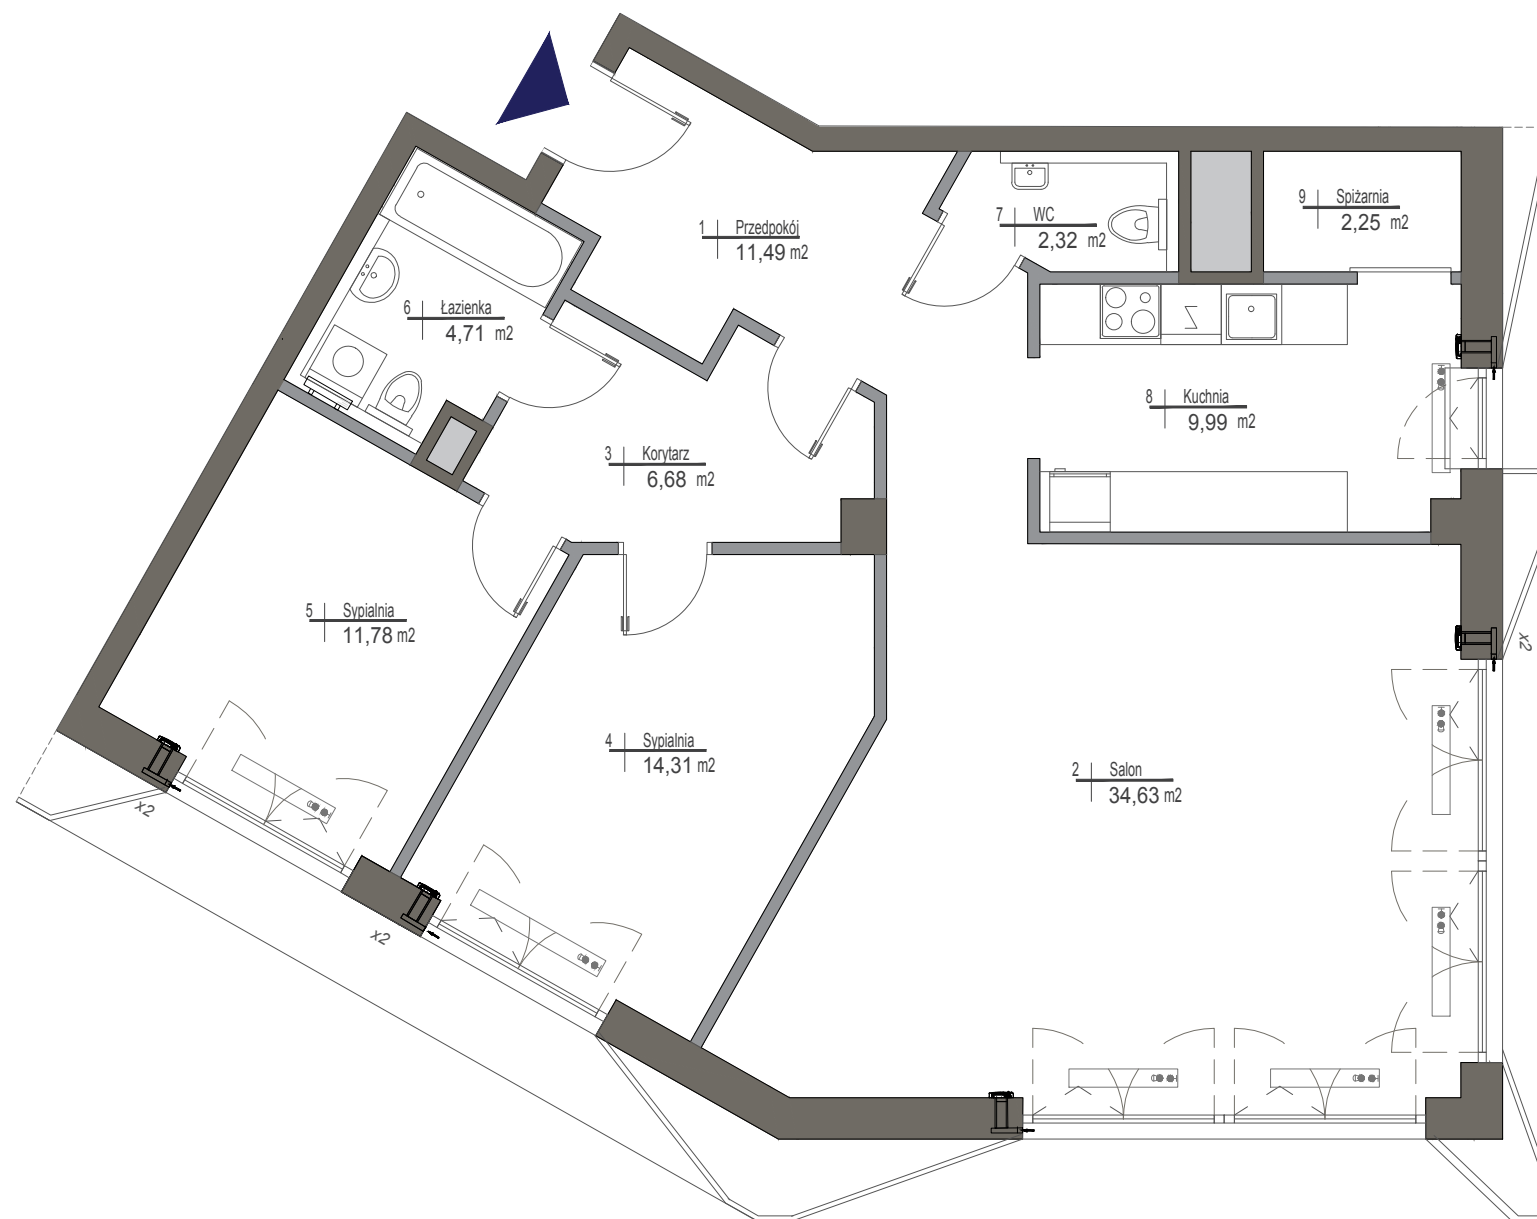 1 Przedpokój
11,49 m2
7 WC
2,32 m2
9 Spiżarnia
2,25 m2
6 Łazienka
4,71 m2
8 Kuchnia
9,99 m2
3 Korytarz
6,68 m2
5 Sypialnia
11,78 m2
x2
4 Sypialnia
14,31 m2
2 Salon
34,63 m2
x2
x2